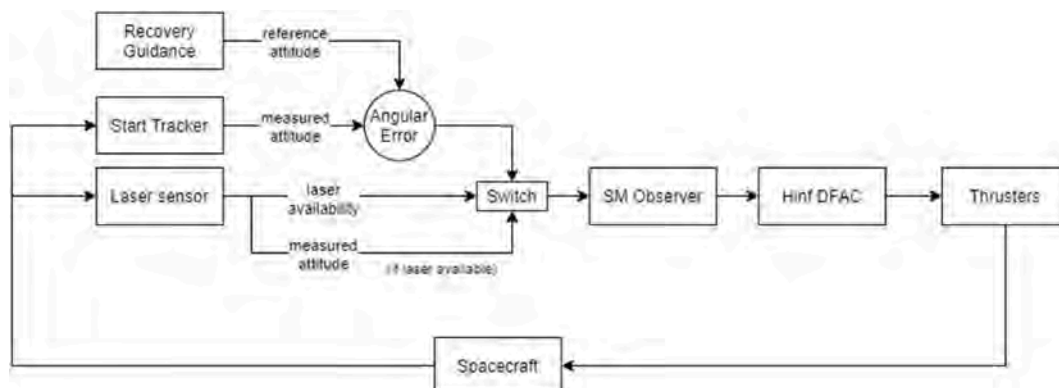 Recovery
Guidance
reference
attitude
Start Tracker
measured
attitude
Angular
Error
Laser sensor
laser
availability
Switch
SM Observer
Hinf DFAC
Thrusters
measured
attitude
(if laser available)
Spacecraft